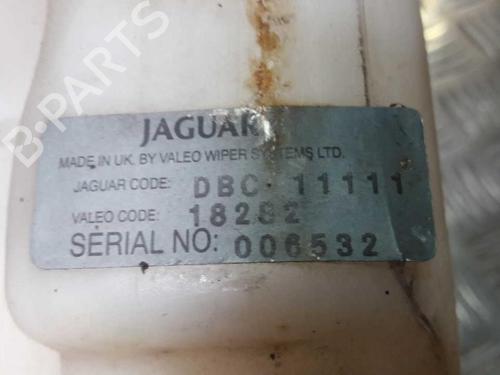 B-PARTS
JAGUAR
MADE IN UK. BY VALEO WIPER SYSTEMS LTD.
JAGUAR CODE: DBC 11111
VALEO CODE: 18282
SERIAL NO: 006532